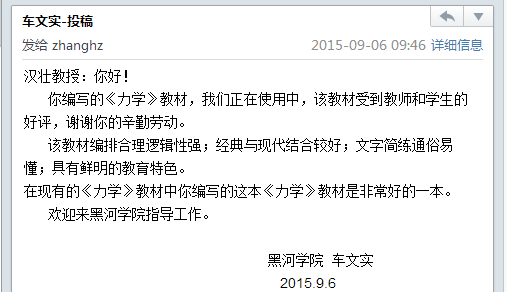 车文实-投稿
发给 zhanghz 2015-09-06 09:46 详细信息
汉壮教授：你好！
你编写的《力学》教材，我们正在使用中，该教材受到教师和学生的
好评，谢谢你的辛勤劳动。
该教材编排合理逻辑性强；经典与现代结合较好；文字简练通俗易
懂；具有鲜明的教育特色。
在现有的《力学》教材中你编写的这本《力学》教材是非常好的一本。
欢迎来黑河学院指导工作。
黑河学院 车文实
2015.9.6